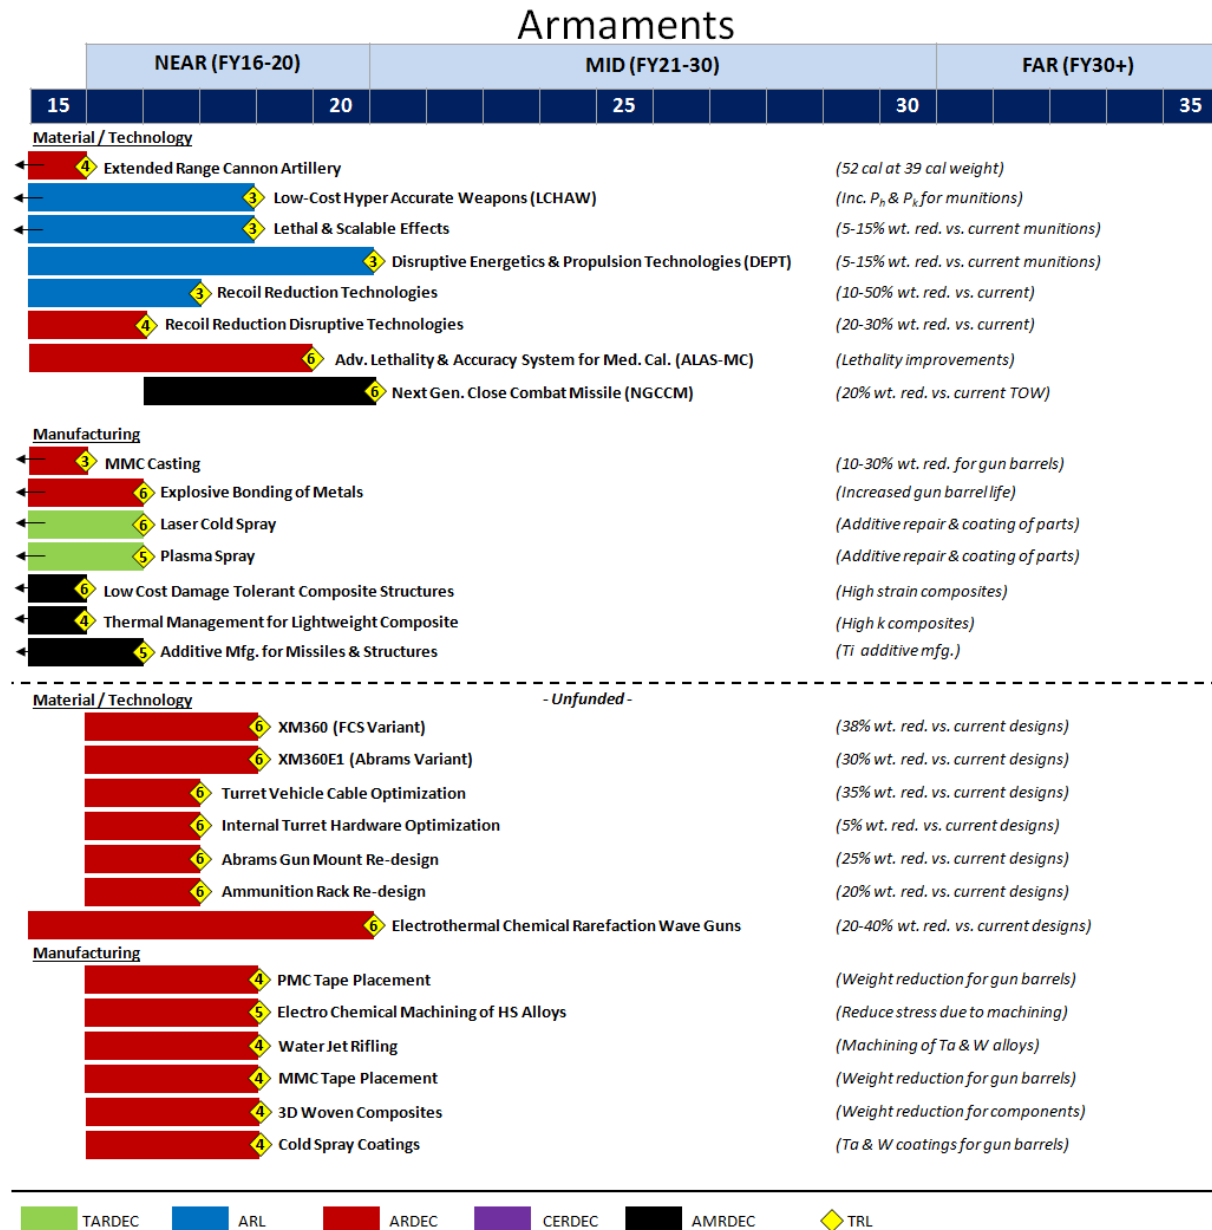 Armaments
NEAR (FY16-20) MID (FY21-30) FAR (FY30+)
15 20 25 30 35
Material / Technology
4 Extended Range Cannon Artillery (52 cal at 39 cal weight)
3 Low-Cost Hyper Accurate Weapons (LCHAW) (Inc. Ph & Pk for munitions)
3 Lethal & Scalable Effects (5-15% wt. red. vs. current munitions)
3 Disruptive Energetics & Propulsion Technologies (DEPT) (5-15% wt. red. vs. current munitions)
3 Recoil Reduction Technologies (10-50% wt. red. vs. current)
4 Recoil Reduction Disruptive Technologies (20-30% wt. red. vs. current)
6 Adv. Lethality & Accuracy System for Med. Cal. (ALAS-MC) (Lethality improvements)
6 Next Gen. Close Combat Missile (NGCCM) (20% wt. red. vs. current TOW)
Manufacturing
3 MMC Casting (10-30% wt. red. for gun barrels)
6 Explosive Bonding of Metals (Increased gun barrel life)
6 Laser Cold Spray (Additive repair & coating of parts)
5 Plasma Spray (Additive repair & coating of parts)
6 Low Cost Damage Tolerant Composite Structures (High strain composites)
4 Thermal Management for Lightweight Composite (High k composites)
5 Additive Mfg. for Missiles & Structures (Ti additive mfg.)
Material / Technology - Unfunded -
6 XM360 (FCS Variant) (38% wt. red. vs. current designs)
6 XM360E1 (Abrams Variant) (30% wt. red. vs. current designs)
6 Turret Vehicle Cable Optimization (35% wt. red. vs. current designs)
6 Internal Turret Hardware Optimization (5% wt. red. vs. current designs)
6 Abrams Gun Mount Re-design (25% wt. red. vs. current designs)
6 Ammunition Rack Re-design (20% wt. red. vs. current designs)
6 Electrothermal Chemical Rarefaction Wave Guns (20-40% wt. red. vs. current designs)
Manufacturing
4 PMC Tape Placement (Weight reduction for gun barrels)
5 Electro Chemical Machining of HS Alloys (Reduce stress due to machining)
4 Water Jet Rifling (Machining of Ta & W alloys)
4 MMC Tape Placement (Weight reduction for gun barrels)
4 3D Woven Composites (Weight reduction for components)
4 Cold Spray Coatings (Ta & W coatings for gun barrels)
TARDEC ARL ARDEC CERDEC AMRDEC TRL